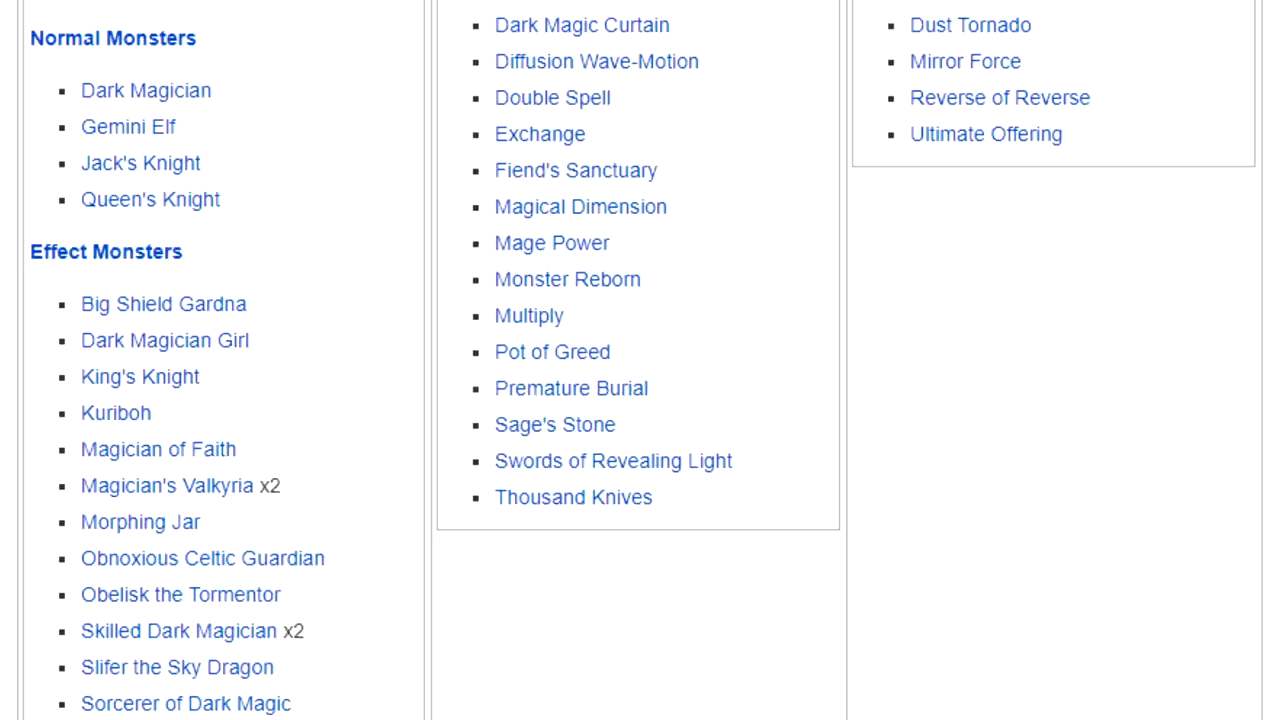 Normal Monsters
Dark Magician
Gemini Elf
Jack's Knight
Queen's Knight
Effect Monsters
Big Shield Gardna
Dark Magician Girl
King's Knight
Kuriboh
Magician of Faith
Magician's Valkyria x2
Morphing Jar
Obnoxious Celtic Guardian
Obelisk the Tormentor
Skilled Dark Magician x2
Slifer the Sky Dragon
Sorcerer of Dark Magic
Dark Magic Curtain
Diffusion Wave-Motion
Double Spell
Exchange
Fiend's Sanctuary
Magical Dimension
Mage Power
Monster Reborn
Multiply
Pot of Greed
Premature Burial
Sage's Stone
Swords of Revealing Light
Thousand Knives
Dust Tornado
Mirror Force
Reverse of Reverse
Ultimate Offering